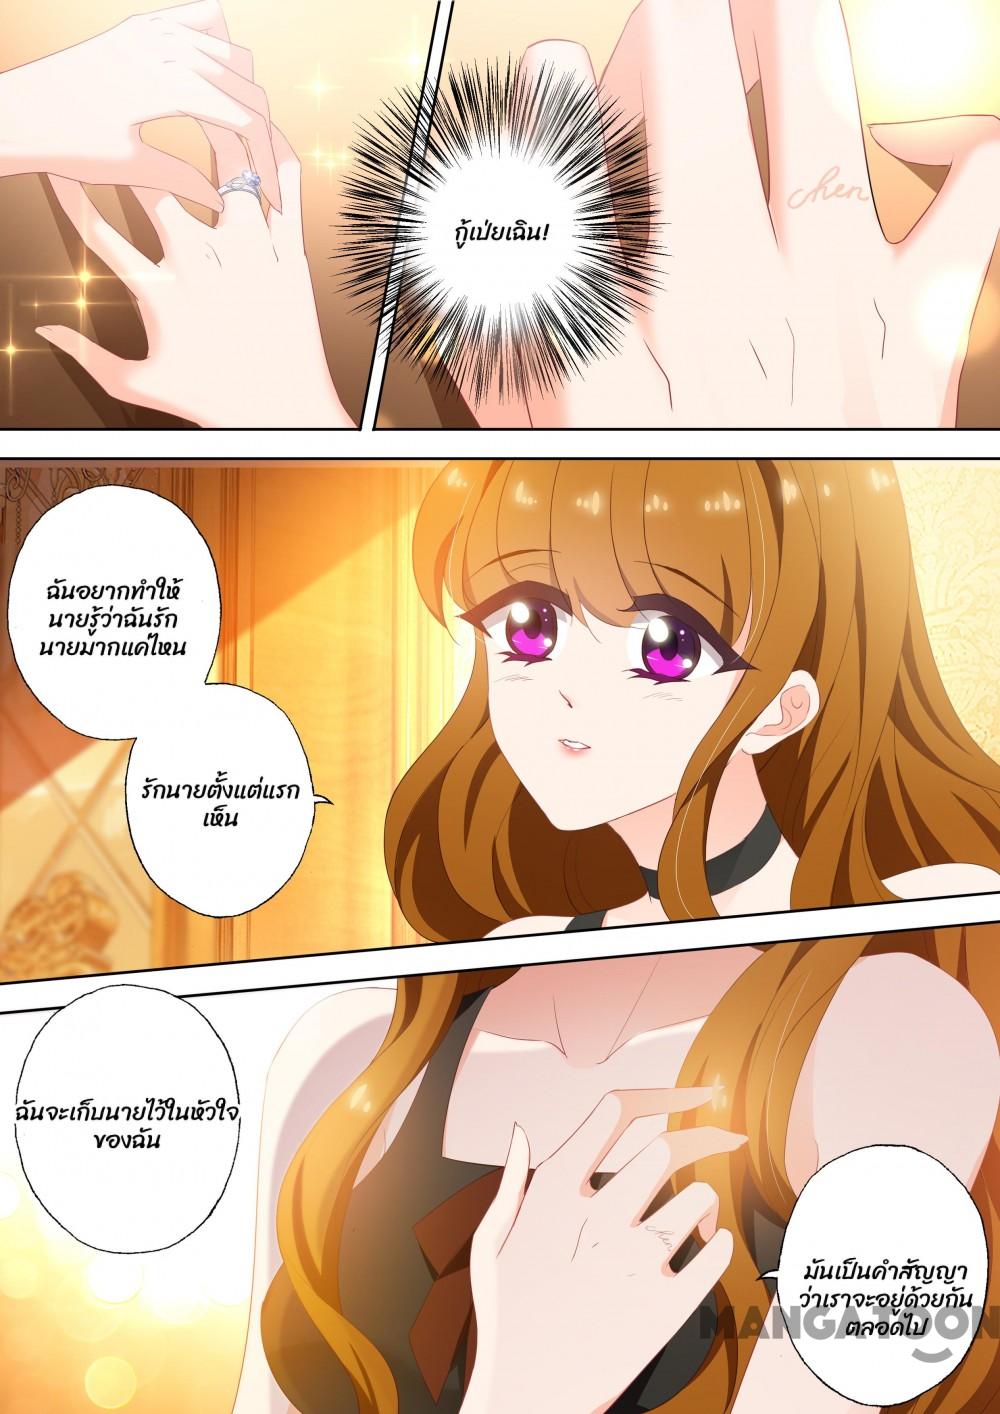 กู้เป่ยเฉิน!
chen
ฉันอยากทำให้
นายรู้ว่าฉันรัก
นายมากแค่ไหน
รักนายตั้งแต่แรก
เห็น
ฉันจะเก็บนายไว้ในหัวใจ
ของฉัน
chen
มันเป็นคำสัญญา
ว่าเราจะอยู่ด้วยกัน
ตลอดไป
MANGATOON